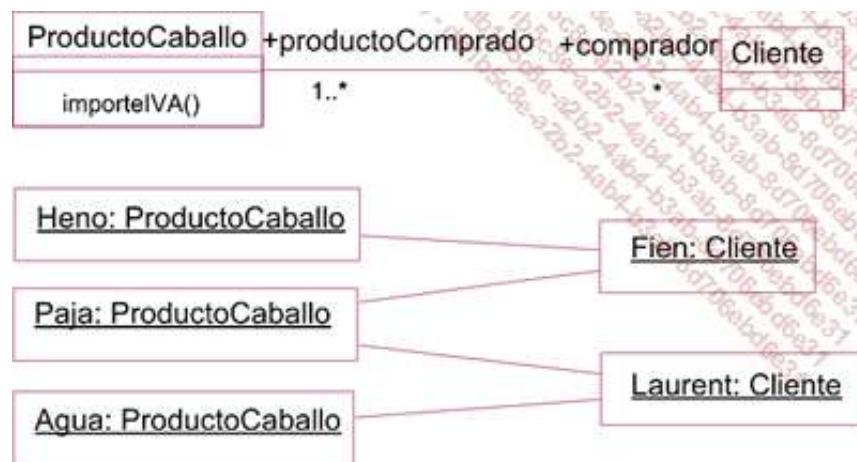 ProductoCaballo +productoComprado +comprador Cliente
importeIVA() 1..* *
Heno: ProductoCaballo
Fien: Cliente
Paja: ProductoCaballo
Laurent: Cliente
Agua: ProductoCaballo